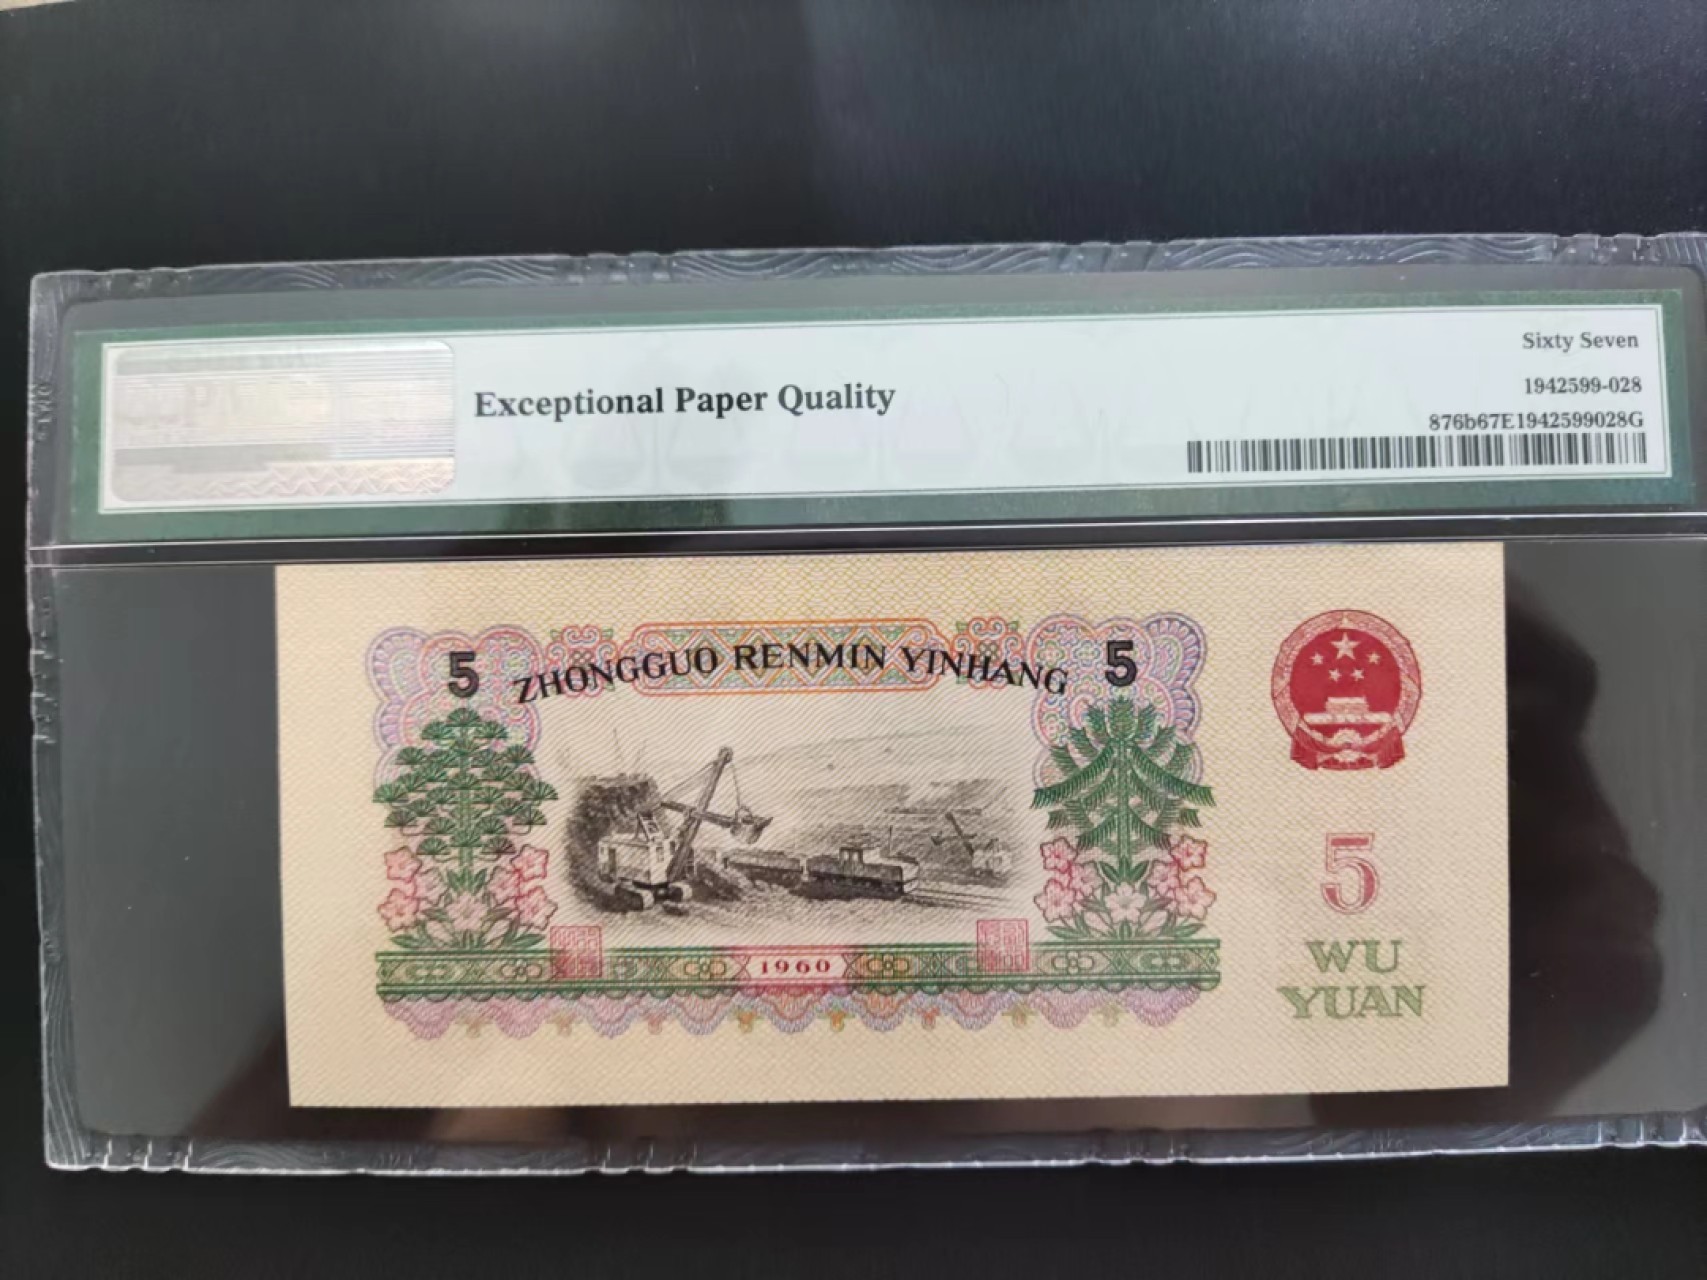 Sixty Seven
Exceptional Paper Quality
1942599-028
876b67E1942599028G
5 ZHONGGUO RENMIN YINHANG 5
5
1960
WU
YUAN